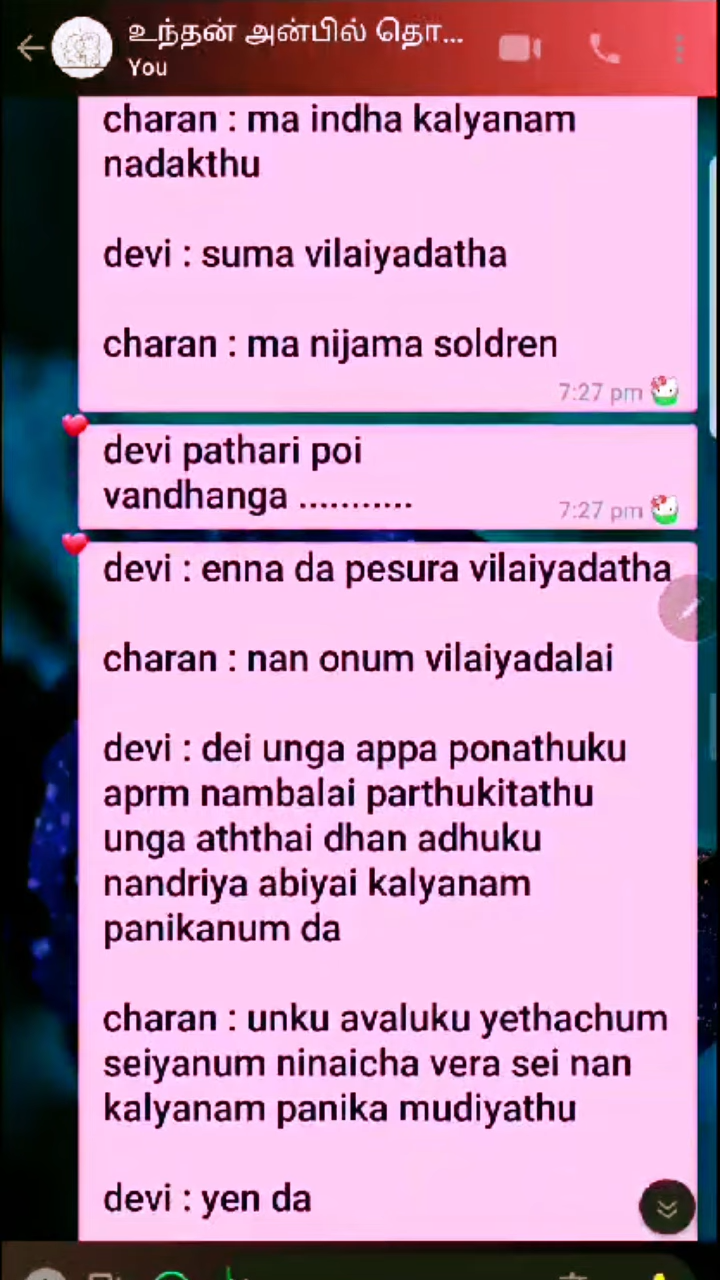 உந்தன் அன்பில் தொ...
You
charan : ma indha kalyanam
nadakthu
devi : suma vilaiyadatha
charan : ma nijama soldren
7:27 pm
devi pathari poi
vandhanga ...........
7:27 pm
devi : enna da pesura vilaiyadatha
charan : nan onum vilaiyadalai
devi : dei unga appa ponathuku
aprm nambalai parthukitathu
unga aththai dhan adhuku
nandriya abiyai kalyanam
panikanum da
charan : unku avaluku yethachum
seiyanum ninaicha vera sei nan
kalyanam panika mudiyathu
devi : yen da